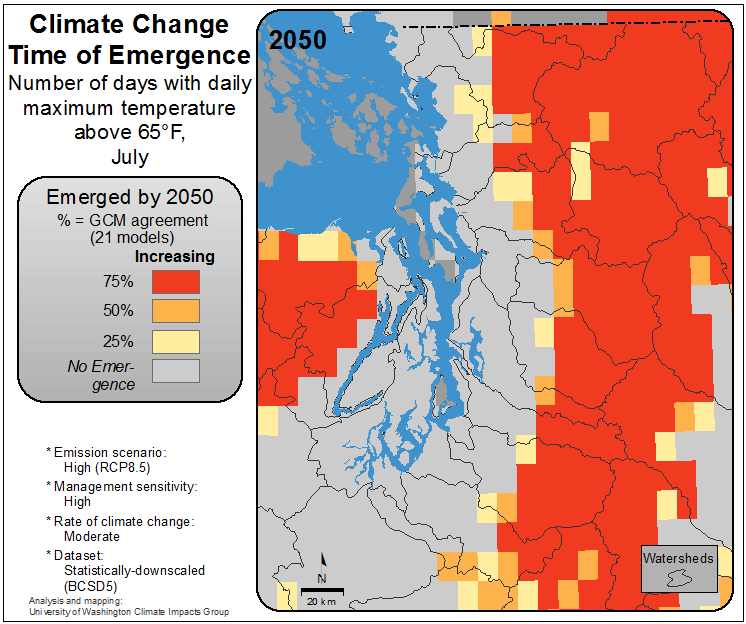 Climate Change
Time of Emergence
Number of days with daily
maximum temperature
above 65°F,
July
Emerged by 2050
% = GCM agreement
(21 models)
Increasing
75%
50%
25%
No Emer-
gence
* Emission scenario:
High (RCP8.5)
* Management sensitivity:
High
* Rate of climate change:
Moderate
* Dataset:
Statistically-downscaled
(BCSD5)
Analysis and mapping:
University of Washington Climate Impacts Group
2050
N
20 km
Watersheds